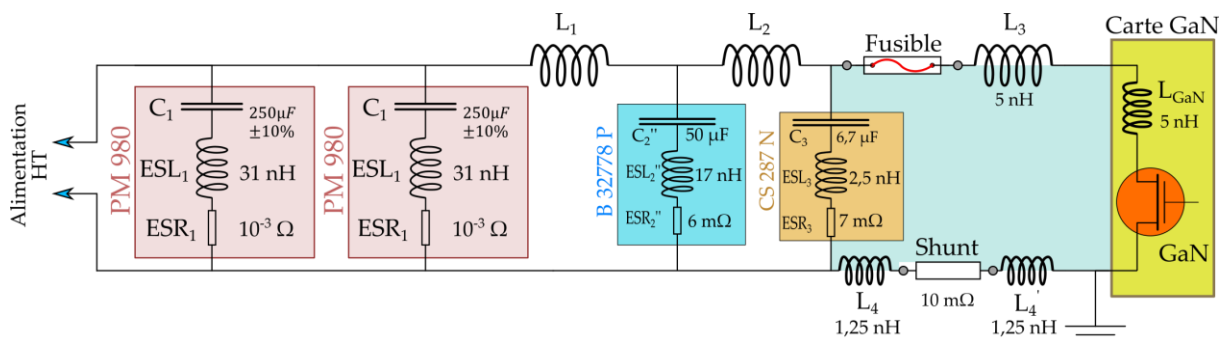 L₁
L₂
Fusible
L₃
5 nH
Carte GaN
L_GaN
5 nH
GaN
Alimentation
HT
PM 980
C₁
250μF
±10%
ESL₁
31 nH
ESR₁
10⁻³ Ω
PM 980
C₁
250μF
±10%
ESL₁
31 nH
ESR₁
10⁻³ Ω
B 32778 P
C₂"
50 μF
ESL₂"
17 nH
ESR₂"
6 mΩ
CS 287 N
C₃
6,7 μF
ESL₃
2,5 nH
ESR₃
7 mΩ
L₄
1,25 nH
Shunt
10 mΩ
L₄'
1,25 nH